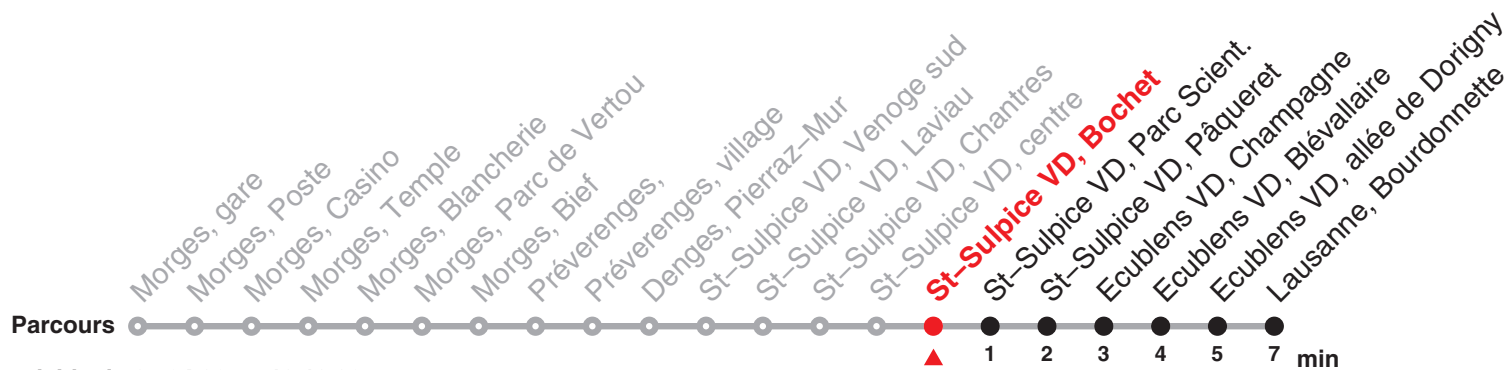 Morges, gare
Morges, Poste
Morges, Casino
Morges, Temple
Morges, Blancherie
Morges, Parc de Vertou
Morges, Bief
Préverenges,
Préverenges, village
Denges, Pierraz–Mur
St–Sulpice VD, Venoge sud
St–Sulpice VD, Laviau
St–Sulpice VD, Chantres
St–Sulpice VD, centre
St–Sulpice VD, Bochet
St–Sulpice VD, Parc Scient.
St–Sulpice VD, Pâqueret
Ecublens VD, Champagne
Ecublens VD, Blévallaire
Ecublens VD, allée de Dorigny
Lausanne, Bourdonnette
Parcours
1 2 3 4 5 7 min